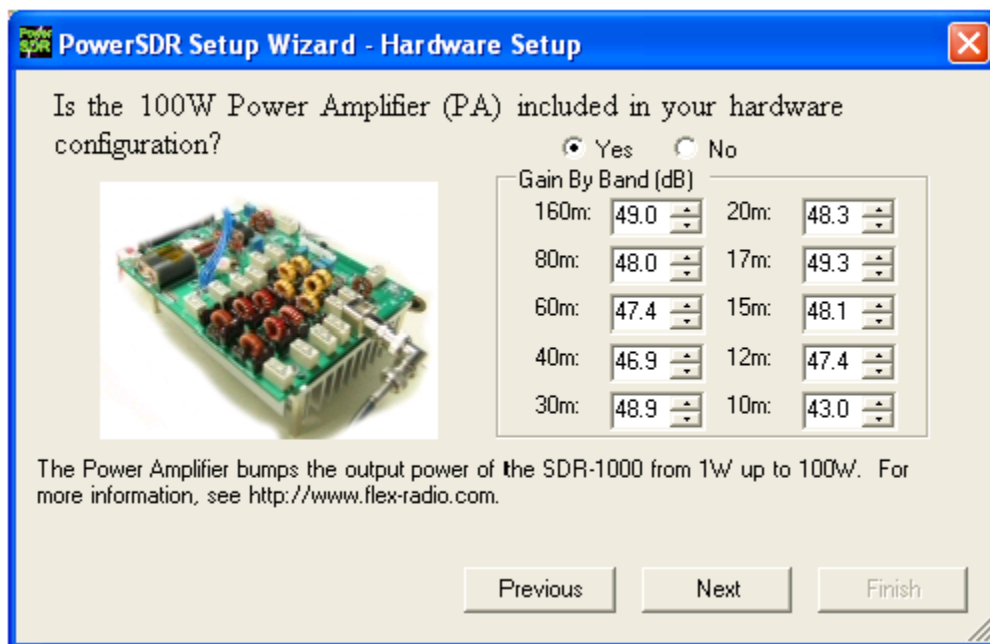 Power SDR
PowerSDR Setup Wizard - Hardware Setup
Is the 100W Power Amplifier (PA) included in your hardware
configuration?
Yes No
Gain By Band (dB)
160m: 49.0 20m: 48.3
80m: 48.0 17m: 49.3
60m: 47.4 15m: 48.1
40m: 46.9 12m: 47.4
30m: 48.9 10m: 43.0
The Power Amplifier bumps the output power of the SDR-1000 from 1W up to 100W. For
more information, see http://www.flex-radio.com.
Previous Next Finish